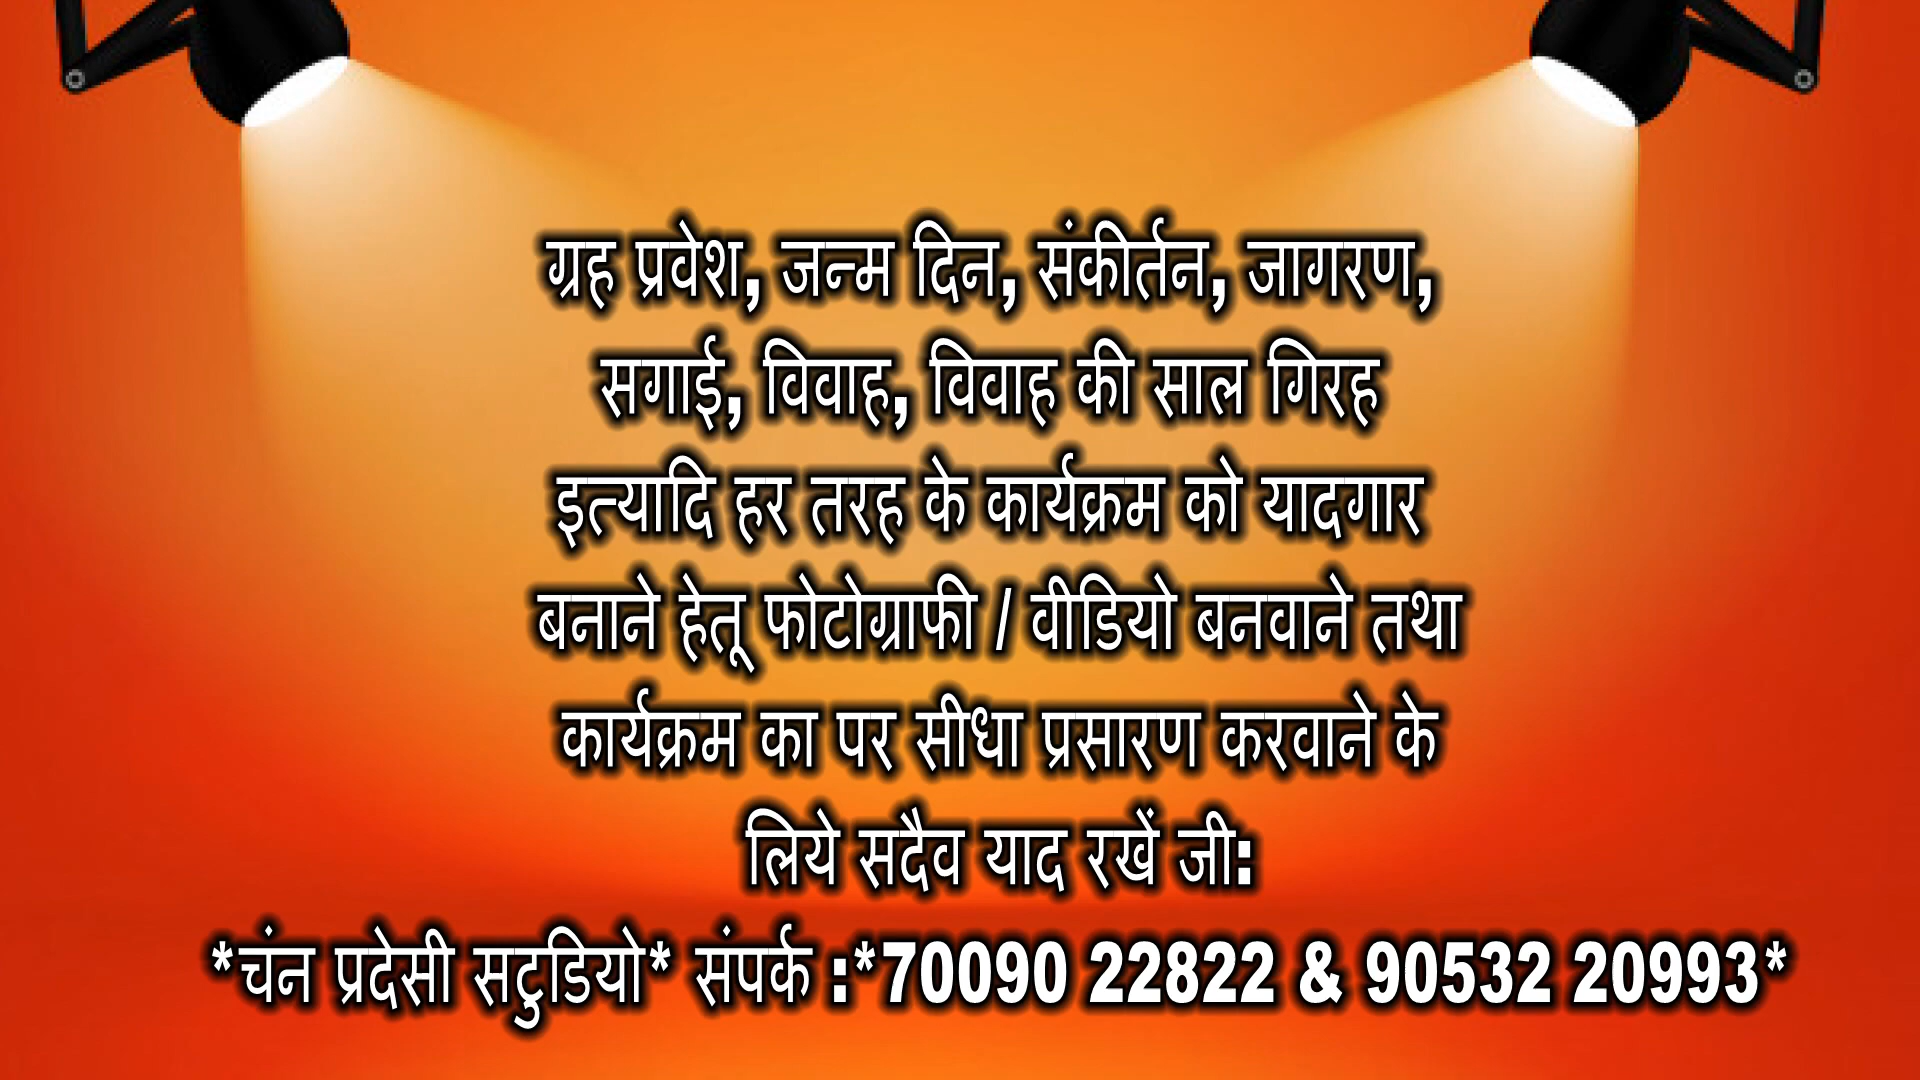 ग्रह प्रवेश, जन्म दिन, संकीर्तन, जागरण,
सगाई, विवाह, विवाह की साल गिरह
इत्यादि हर तरह के कार्यक्रम को यादगार
बनाने हेतू फोटोग्राफी / वीडियो बनवाने तथा
कार्यक्रम का पर सीधा प्रसारण करवाने के
लिये सदैव याद रखें जी:
*चंन प्रदेसी सटुडियो* संपर्क :*70090 22822 & 90532 20993*